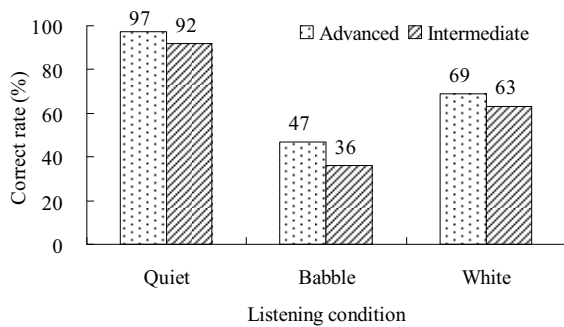 100
80
60
40
20
0
Correct rate (%)
Advanced
Intermediate
97
92
47
36
69
63
Quiet
Babble
White
Listening condition